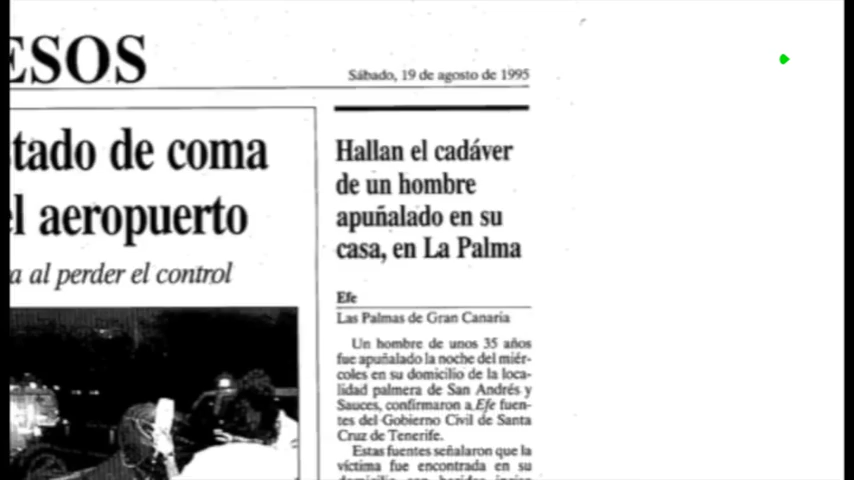 ESOS
Sábado, 19 de agosto de 1995
tado de coma
el aeropuerto
a al perder el control
Hallan el cadáver
de un hombre
apuñalado en su
casa, en La Palma
Efe
Las Palmas de Gran Canaria
Un hombre de unos 35 años
fue apuñalado la noche del miér-
coles en su domicilio de la loca-
lidad palmera de San Andrés y
Sauces, confirmaron a Efe fuen-
tes del Gobierno Civil de Santa
Cruz de Tenerife.
Estas fuentes señalaron que la
víctima fue encontrada en su